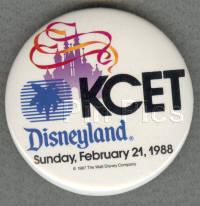 KCET
Disneyland®
Sunday, February 21, 1988
© 1987 The Walt Disney Company